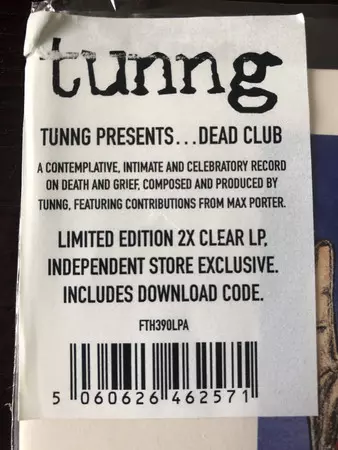 tunng
TUNNG PRESENTS...DEAD CLUB
A CONTEMPLATIVE, INTIMATE AND CELEBRATORY RECORD
ON DEATH AND GRIEF, COMPOSED AND PRODUCED BY
TUNNG, FEATURING CONTRIBUTIONS FROM MAX PORTER.
LIMITED EDITION 2X CLEAR LP,
INDEPENDENT STORE EXCLUSIVE.
INCLUDES DOWNLOAD CODE.
FTH390LPA
5 060626 462571